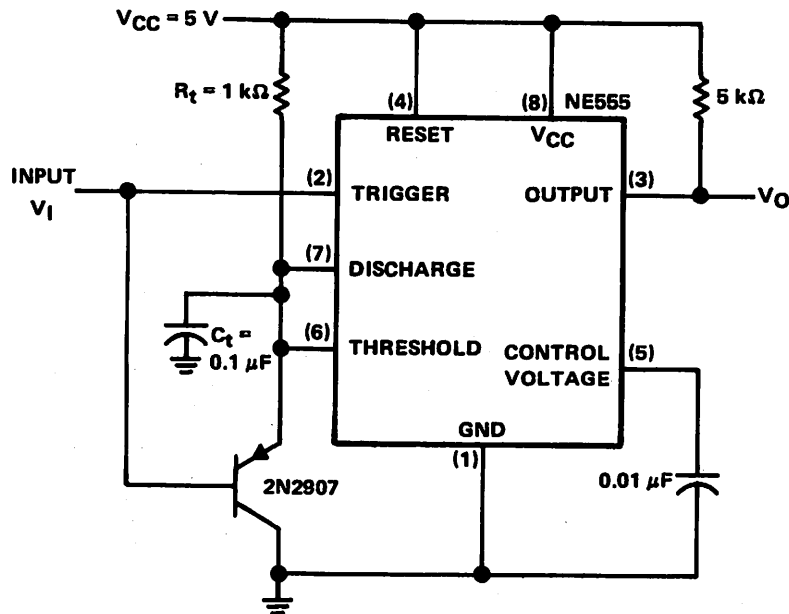 VCC = 5 V
Rt = 1 kΩ
(4)
(8)
NE555
5 kΩ
RESET
VCC
INPUT
VI
(2)
TRIGGER
OUTPUT
(3)
VO
(7)
DISCHARGE
Ct =
0.1 μF
(6)
THRESHOLD
CONTROL
VOLTAGE
(5)
GND
(1)
2N2907
0.01 μF